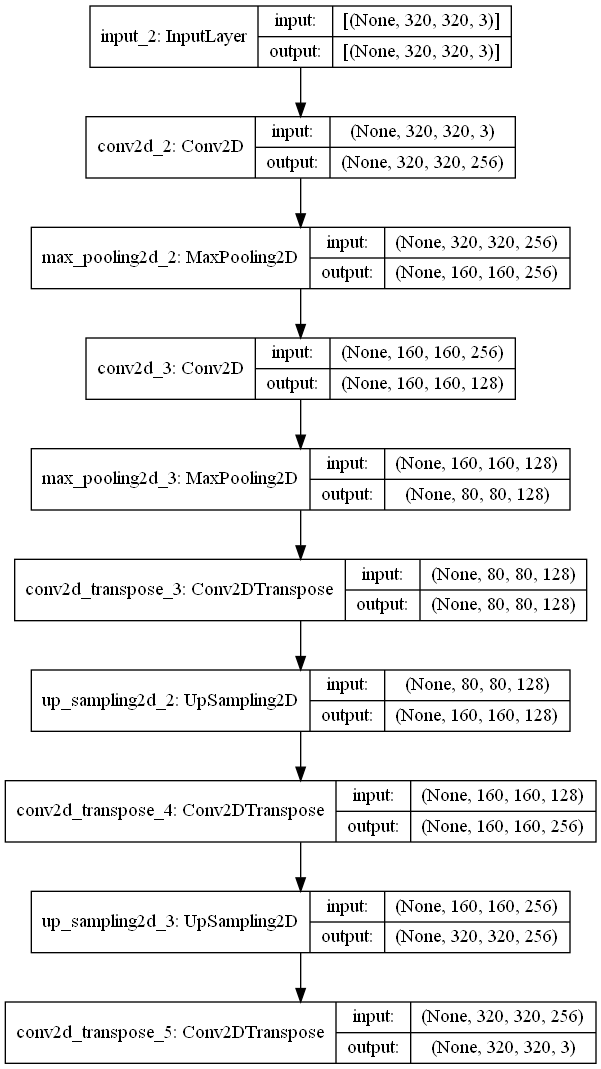 input_2: InputLayer
input: [(None, 320, 320, 3)]
output: [(None, 320, 320, 3)]
conv2d_2: Conv2D
input: (None, 320, 320, 3)
output: (None, 320, 320, 256)
max_pooling2d_2: MaxPooling2D
input: (None, 320, 320, 256)
output: (None, 160, 160, 256)
conv2d_3: Conv2D
input: (None, 160, 160, 256)
output: (None, 160, 160, 128)
max_pooling2d_3: MaxPooling2D
input: (None, 160, 160, 128)
output: (None, 80, 80, 128)
conv2d_transpose_3: Conv2DTranspose
input: (None, 80, 80, 128)
output: (None, 80, 80, 128)
up_sampling2d_2: UpSampling2D
input: (None, 80, 80, 128)
output: (None, 160, 160, 128)
conv2d_transpose_4: Conv2DTranspose
input: (None, 160, 160, 128)
output: (None, 160, 160, 256)
up_sampling2d_3: UpSampling2D
input: (None, 160, 160, 256)
output: (None, 320, 320, 256)
conv2d_transpose_5: Conv2DTranspose
input: (None, 320, 320, 256)
output: (None, 320, 320, 3)